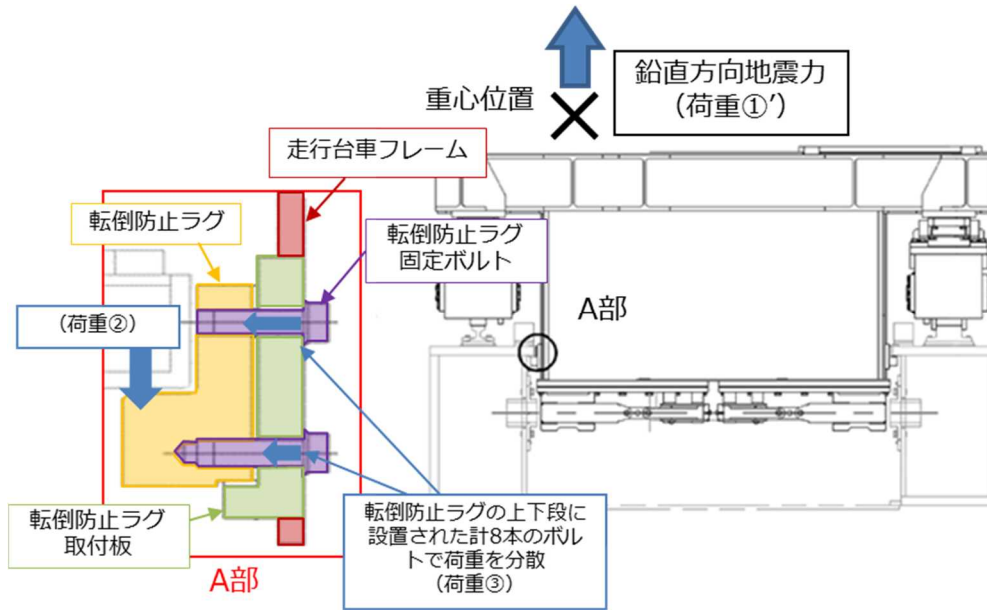 鉛直方向地震力
（荷重①’）
重心位置
走行台車フレーム
転倒防止ラグ
転倒防止ラグ
固定ボルト
（荷重②）
A部
転倒防止ラグ
取付板
転倒防止ラグの上下段に
設置された計8本のボル
トで荷重を分散
（荷重③）
A部